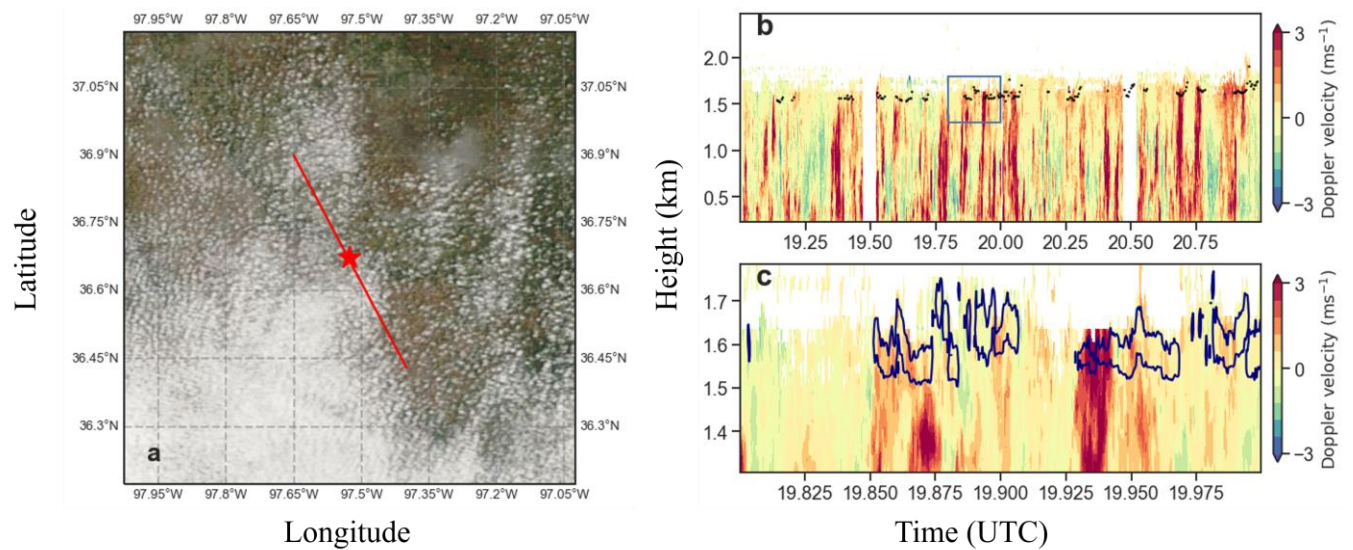 97.95°W 97.8°W 97.65°W 97.5°W 97.35°W 97.2°W 97.05°W
37.05°N 37.05°N
36.9°N 36.9°N
36.75°N 36.75°N
36.6°N 36.6°N
36.45°N 36.45°N
36.3°N 36.3°N
a
97.95°W 97.8°W 97.65°W 97.5°W 97.35°W 97.2°W 97.05°W
Latitude
Longitude
b
2.0
1.5
1.0
0.5
19.25 19.50 19.75 20.00 20.25 20.50 20.75
3
0
−3
Doppler velocity (ms⁻¹)
Height (km)
c
1.7
1.6
1.5
1.4
19.825 19.850 19.875 19.900 19.925 19.950 19.975
3
0
−3
Doppler velocity (ms⁻¹)
Time (UTC)